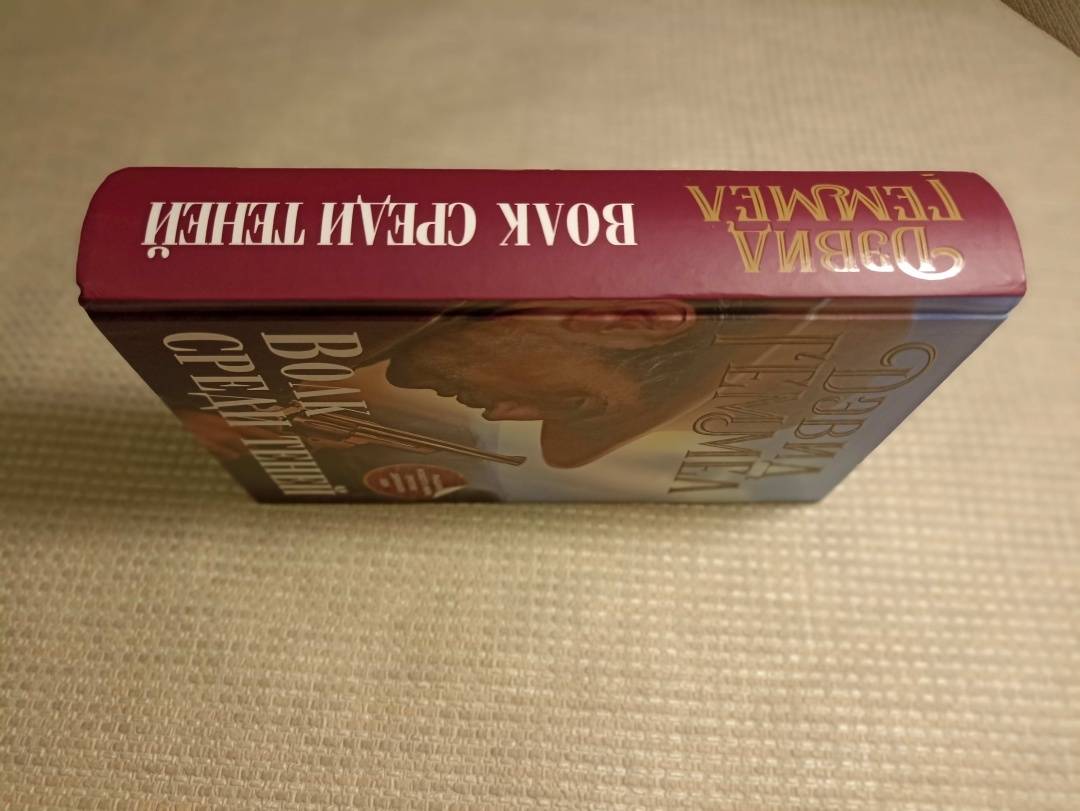 ДЭВИД
ГЕММЕЛ
ВОЛК СРЕДИ ТЕНЕЙ
ДЭВИД
ГЕММЕЛ
ВОЛК
СРЕДИ ТЕНЕЙ